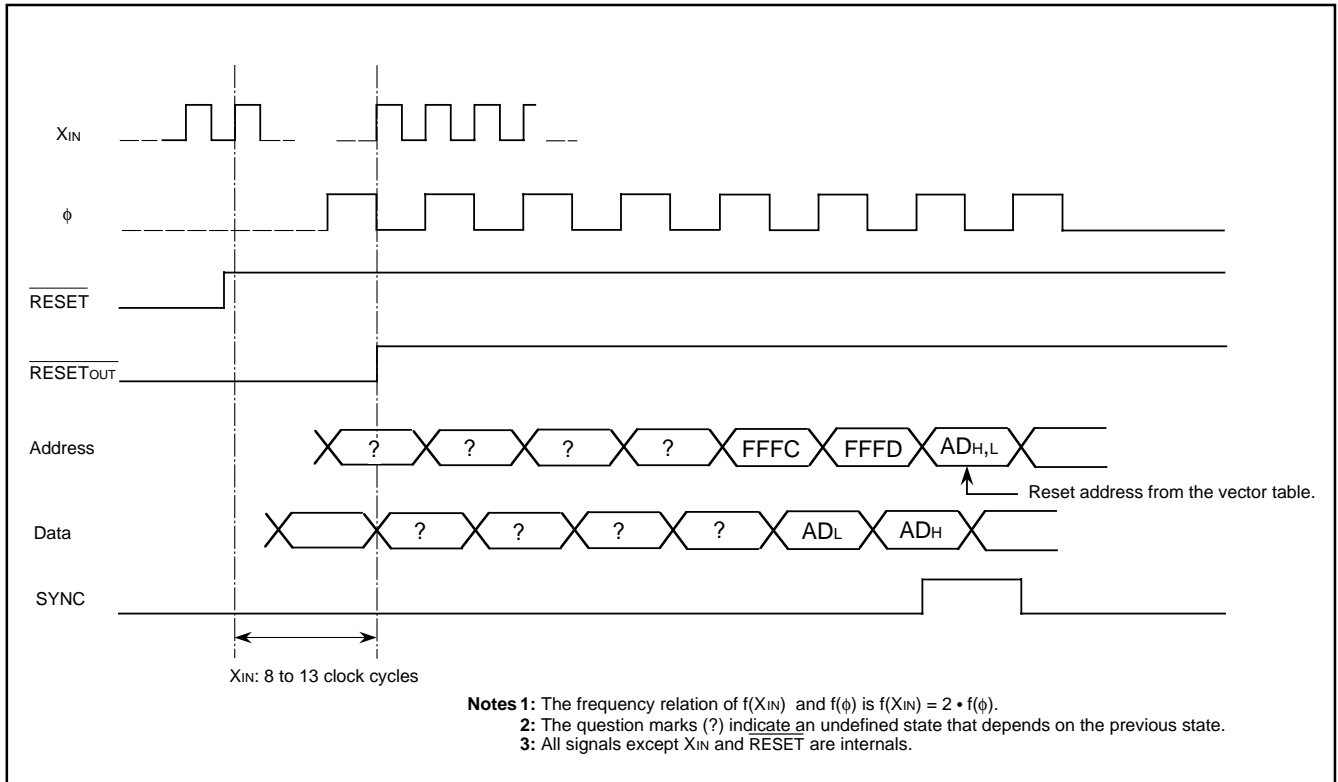 XIN
ϕ
RESET
RESETOUT
Address
? ? ? ? FFFC FFFD ADH,L
Reset address from the vector table.
Data
? ? ? ? ADL ADH
SYNC
XIN: 8 to 13 clock cycles
Notes 1: The frequency relation of f(XIN) and f(ϕ) is f(XIN) = 2 • f(ϕ).
2: The question marks (?) indicate an undefined state that depends on the previous state.
3: All signals except XIN and RESET are internals.